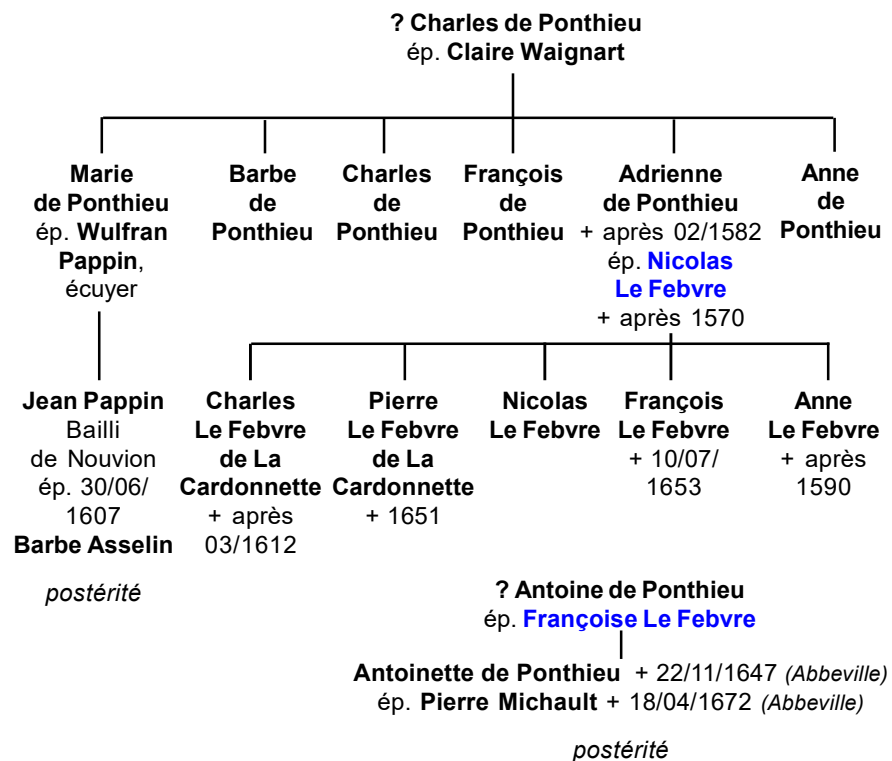 ? Charles de Ponthieu
ép. Claire Waignart
Marie
de Ponthieu
ép. Wulfran
Pappin,
écuyer
Barbe
de
Ponthieu
Charles
de
Ponthieu
François
de
Ponthieu
Adrienne
de Ponthieu
+ après 02/1582
ép. Nicolas
Le Febvre
+ après 1570
Anne
de
Ponthieu
Jean Pappin
Bailli
de Nouvion
ép. 30/06/
1607
Barbe Asselin
postérité
Charles
Le Febvre
de La
Cardonnette
+ après
03/1612
Pierre
Le Febvre
de La
Cardonnette
+ 1651
Nicolas
Le Febvre
François
Le Febvre
+ 10/07/
1653
Anne
Le Febvre
+ après
1590
? Antoine de Ponthieu
ép. Françoise Le Febvre
Antoinette de Ponthieu + 22/11/1647 (Abbeville)
ép. Pierre Michault + 18/04/1672 (Abbeville)
postérité